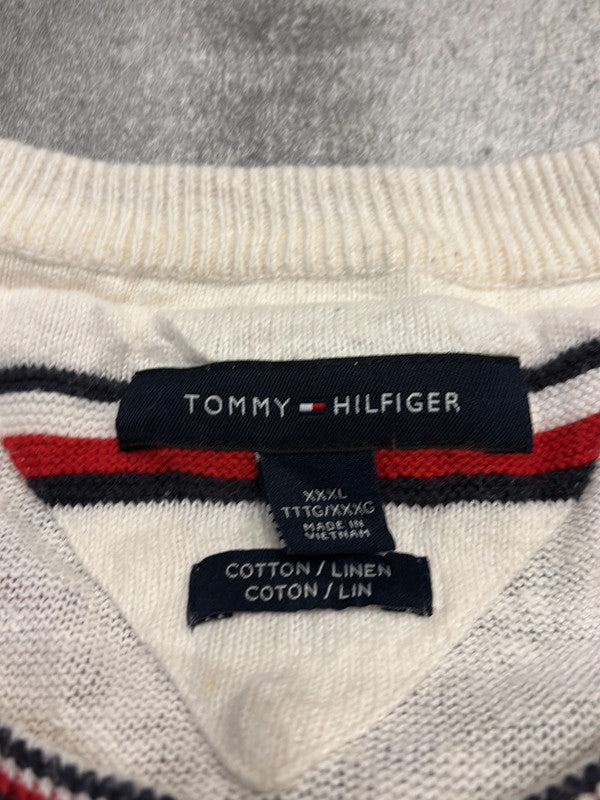 TOMMY HILFIGER
XXXL
TTTG/XXXG
MADE IN
VIETNAM
COTTON / LINEN
COTON / LIN